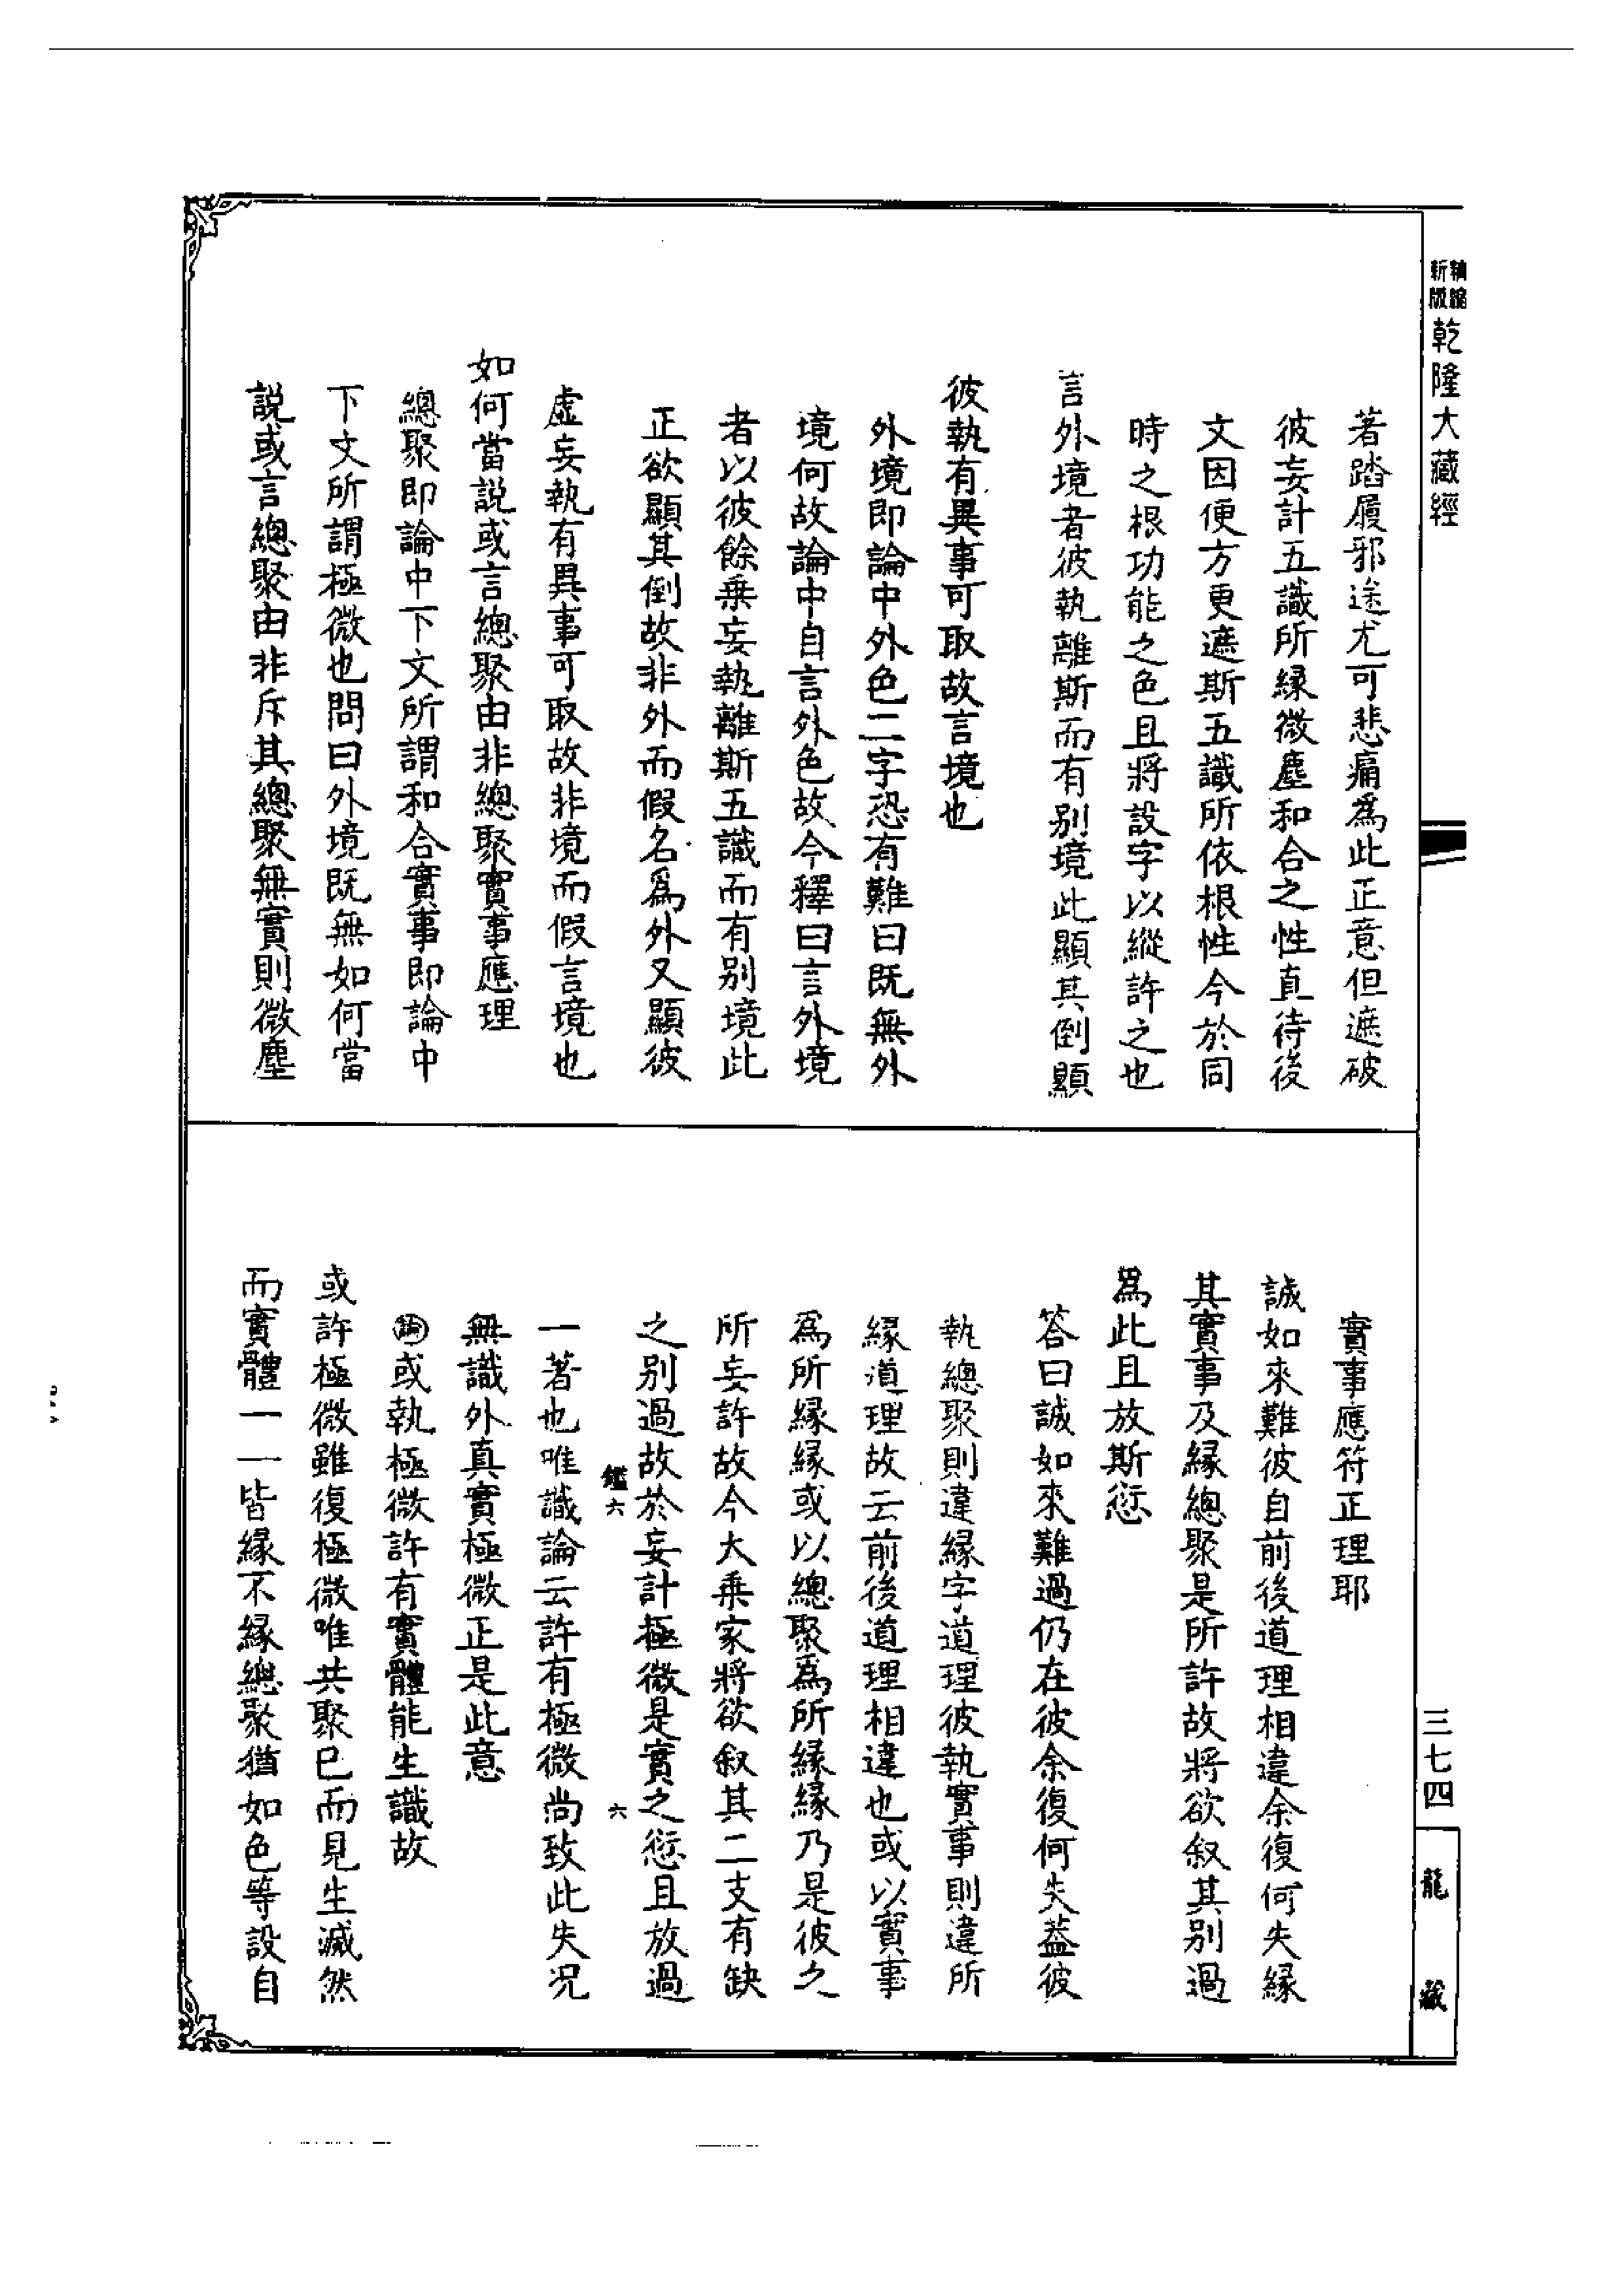 新版
縮
乾隆大藏經
著踏履邪途尤可悲痛為此正意但遮破
彼妄計五識所緣微塵和合之性直待後
文因便方更遮斯五識所依根性今於同
時之根功能之色且將設字以縱許之也
言外境者彼執離斯而有別境此顯其倒顯
彼執有異事可取故言境也
外境即論中外色二字恐有難曰既無外
境何故論中自言外色故今釋曰言外境
者以彼餘乗妄執離斯五識而有別境此
正欲顯其倒故非外而假名爲外又顯彼
虛妄執有異事可取故非境而假言境也
如何當說或言總聚由非總聚實事應理
總聚即論中下文所謂和合實事即論中
下文所謂極微也問曰外境既無如何當
說或言總聚由非斥其總聚無實則微塵
實事應符正理耶
誠如來難彼自前後道理相違余復何失緣
其實事及緣總聚是所許故將欲叙其別過
爲此且放斯愆
答曰誠如來難過仍在彼余復何失蓋彼
執總聚則違緣字道理彼執實事則違所
緣道理故云前後道理相違也或以實事
爲所緣緣或以總聚爲所緣緣乃是彼之
所妄許故今大乗家將欲叙其二支有缺
之別過故於妄計極微是實之愆且放過
鑑六
六
一著也唯識論云許有極微尚致此失况
無識外真實極微正是此意
論或執極微許有實體能生識故
或許極微雖復極微唯共聚已而見生滅然
而實體一一皆緣不緣總聚猶如色等設自
三七四
龍藏